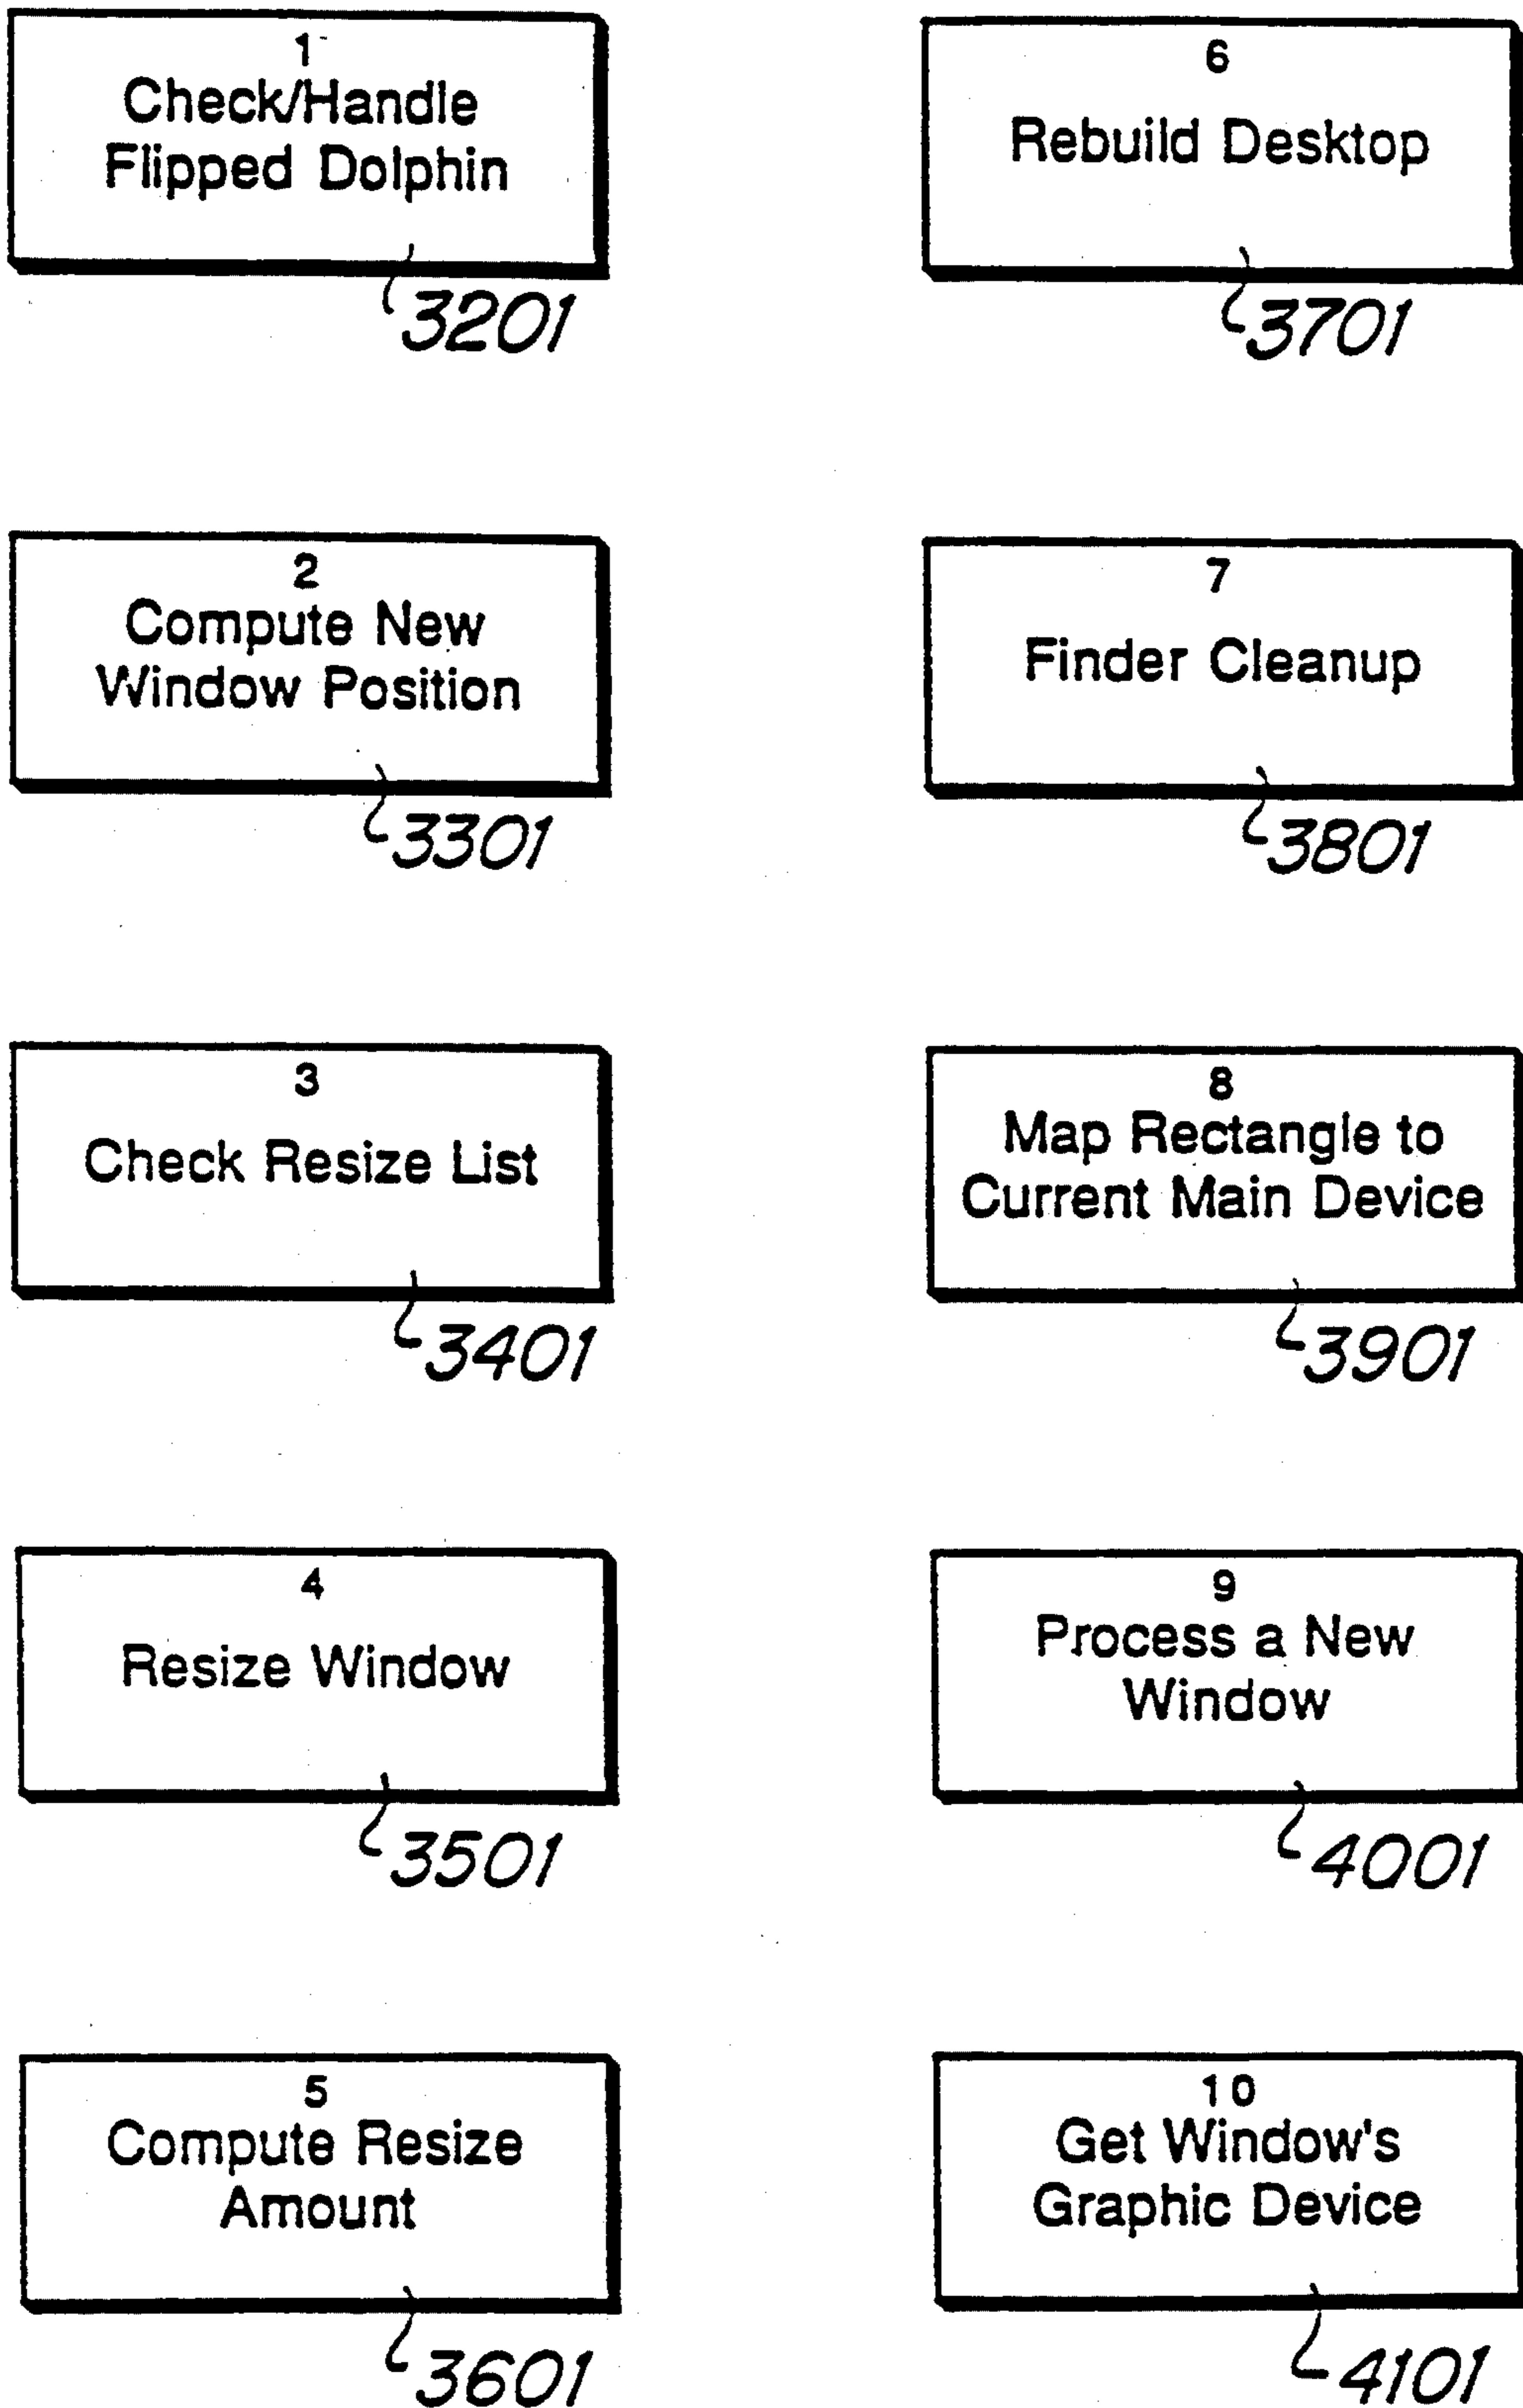 1
Check/Handle
Flipped Dolphin
3201
2
Compute New
Window Position
3301
3
Check Resize List
3401
4
Resize Window
3501
5
Compute Resize
Amount
3601
6
Rebuild Desktop
3701
7
Finder Cleanup
3801
8
Map Rectangle to
Current Main Device
3901
9
Process a New
Window
4001
10
Get Window's
Graphic Device
4101